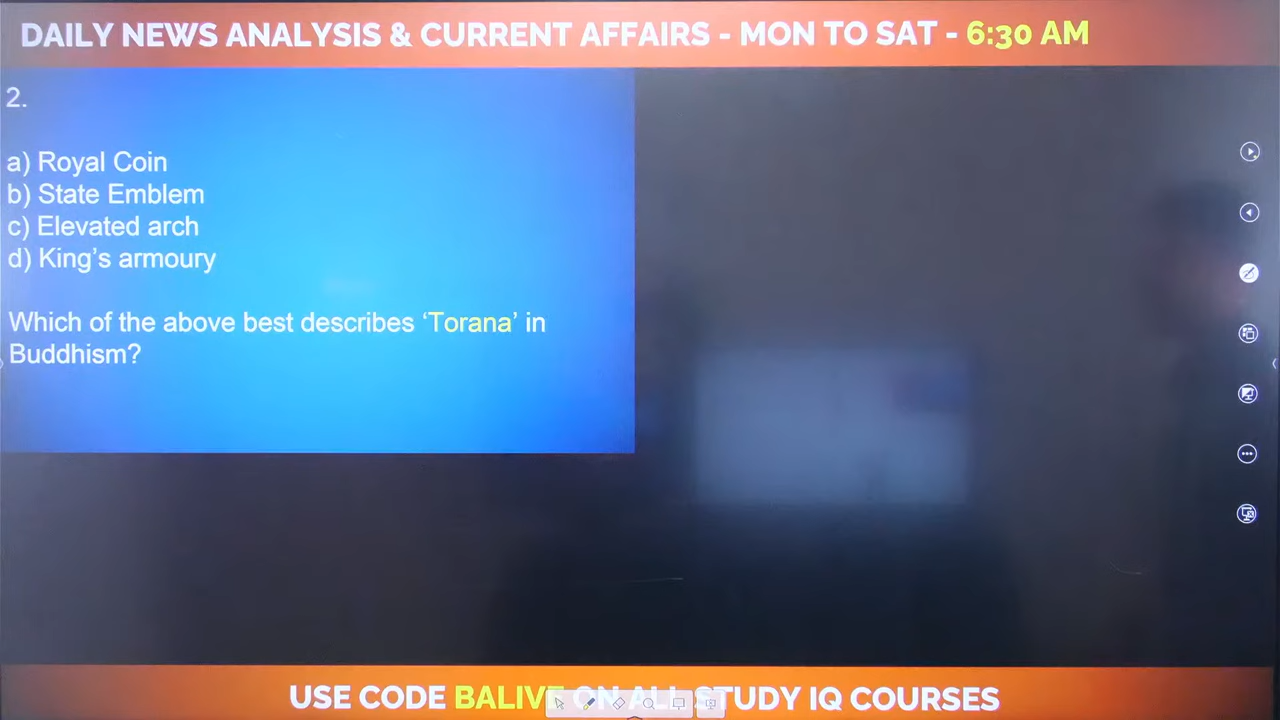 DAILY NEWS ANALYSIS & CURRENT AFFAIRS - MON TO SAT - 6:30 AM
2.
a) Royal Coin
b) State Emblem
c) Elevated arch
d) King's armoury
Which of the above best describes ‘Torana’ in
Buddhism?
USE CODE BALIVE ON ALL STUDY IQ COURSES